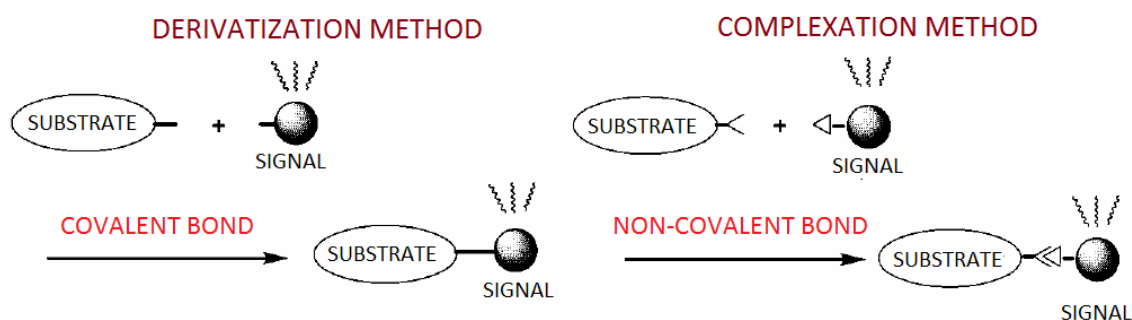 DERIVATIZATION METHOD
SUBSTRATE + SIGNAL
COVALENT BOND
SUBSTRATE
SIGNAL
COMPLEXATION METHOD
SUBSTRATE + SIGNAL
NON-COVALENT BOND
SUBSTRATE
SIGNAL